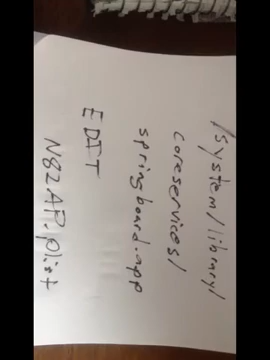 /system/library/
coreservices/
springboard.app
EDIT
N82AP.plist